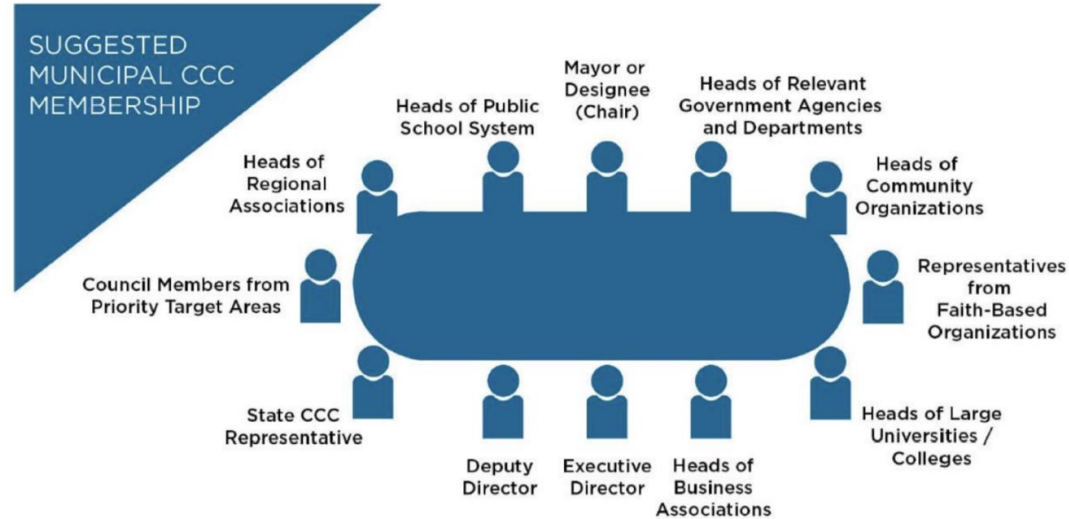 SUGGESTED
MUNICIPAL CCC
MEMBERSHIP
Mayor or
Designee
(Chair)
Heads of Public
School System
Heads of Relevant
Government Agencies
and Departments
Heads of
Regional
Associations
Heads of
Community
Organizations
Council Members from
Priority Target Areas
Representatives
from
Faith-Based
Organizations
State CCC
Representative
Deputy
Director
Executive
Director
Heads of
Business
Associations
Heads of Large
Universities /
Colleges